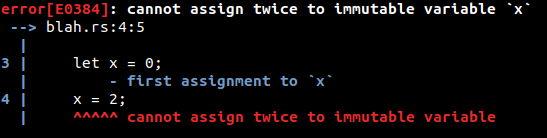 error[E0384]: cannot assign twice to immutable variable `x`
 --> blah.rs:4:5
  |
3 |     let x = 0;
  |         - first assignment to `x`
4 |     x = 2;
  |     ^^^^^ cannot assign twice to immutable variable